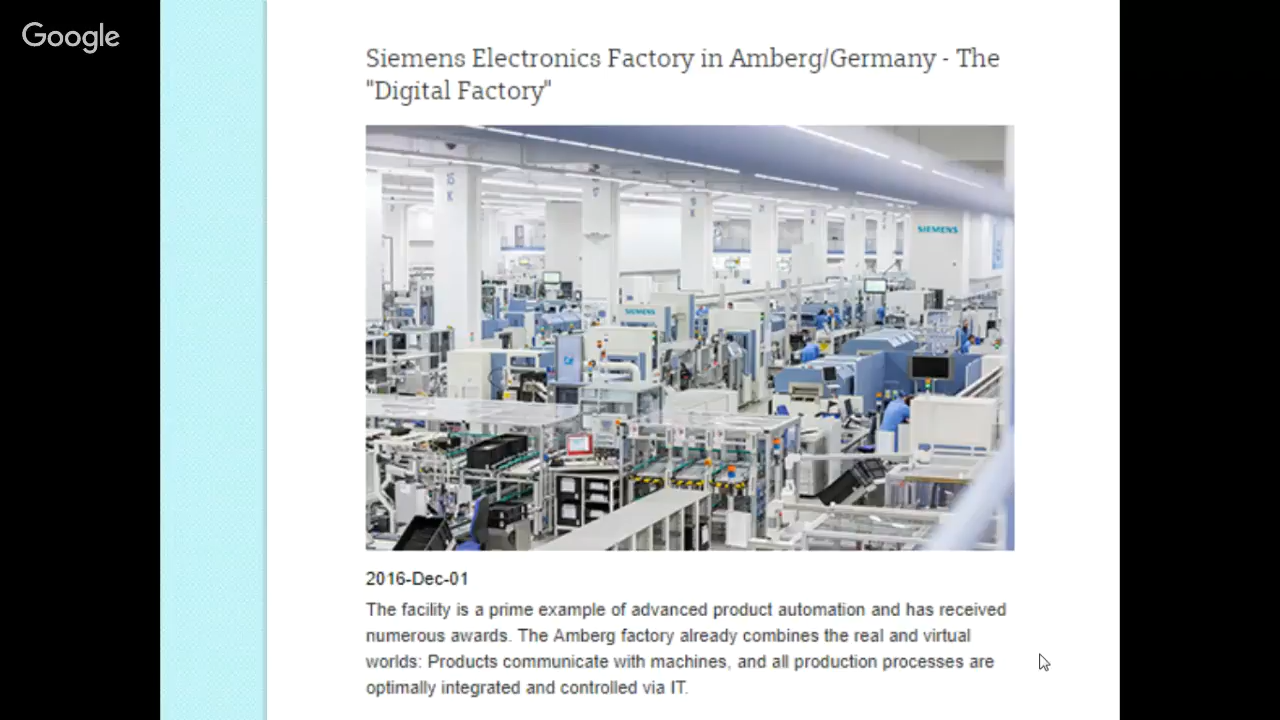 Google
Siemens Electronics Factory in Amberg/Germany - The
"Digital Factory"
SIEMENS
SIEMENS
2016-Dec-01
The facility is a prime example of advanced product automation and has received
numerous awards. The Amberg factory already combines the real and virtual
worlds: Products communicate with machines, and all production processes are
optimally integrated and controlled via IT.